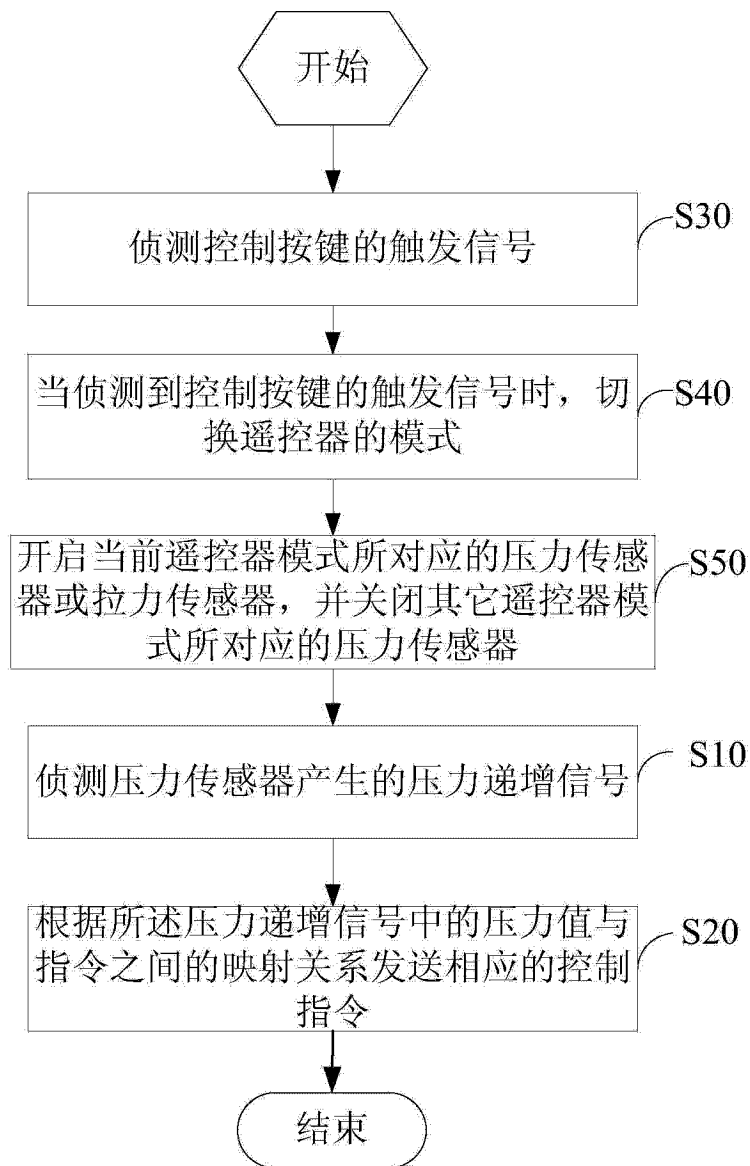 开始
侦测控制按键的触发信号
S30
当侦测到控制按键的触发信号时，切
换遥控器的模式
S40
开启当前遥控器模式所对应的压力传感
器或拉力传感器，并关闭其它遥控器模
式所对应的压力传感器
S50
侦测压力传感器产生的压力递增信号
S10
根据所述压力递增信号中的压力值与
指令之间的映射关系发送相应的控制
指令
S20
结束